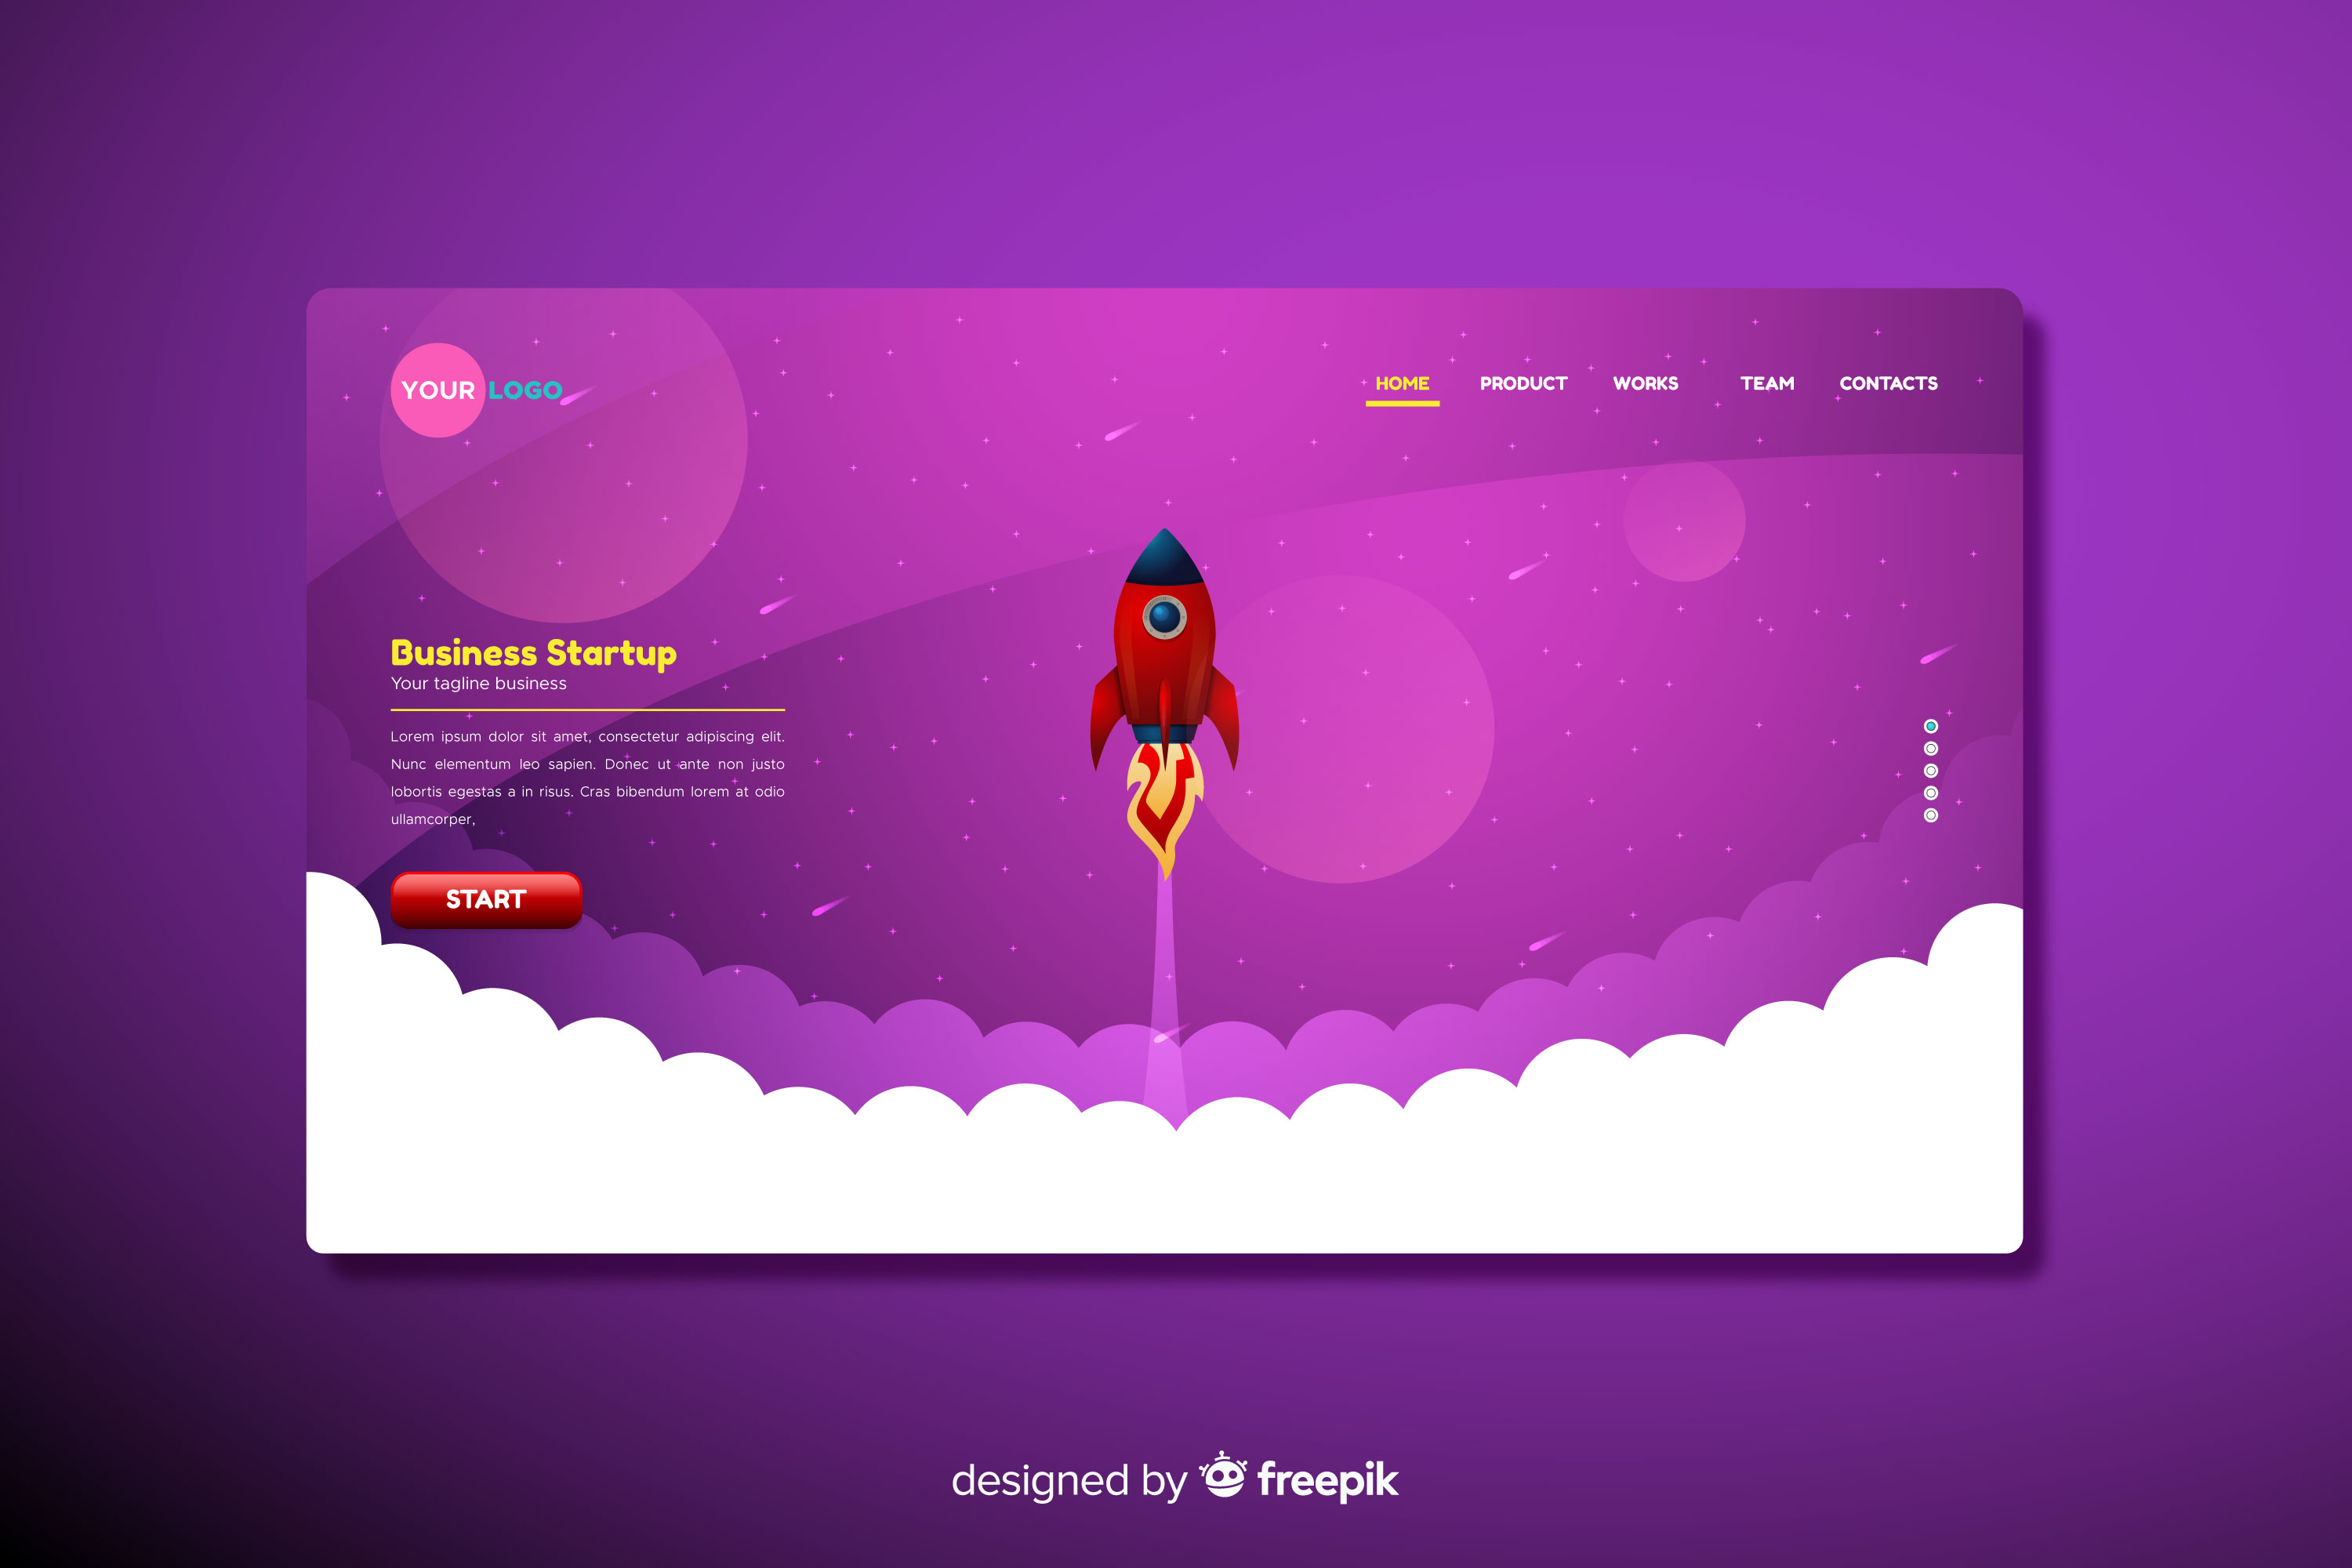 YOUR LOGO
HOME PRODUCT WORKS TEAM CONTACTS
Business Startup
Your tagline business
Lorem ipsum dolor sit amet, consectetur adipiscing elit.
Nunc elementum leo sapien. Donec ut ante non justo
lobortis egestas a in risus. Cras bibendum lorem at odio
ullamcorper,
START
designed by freepik